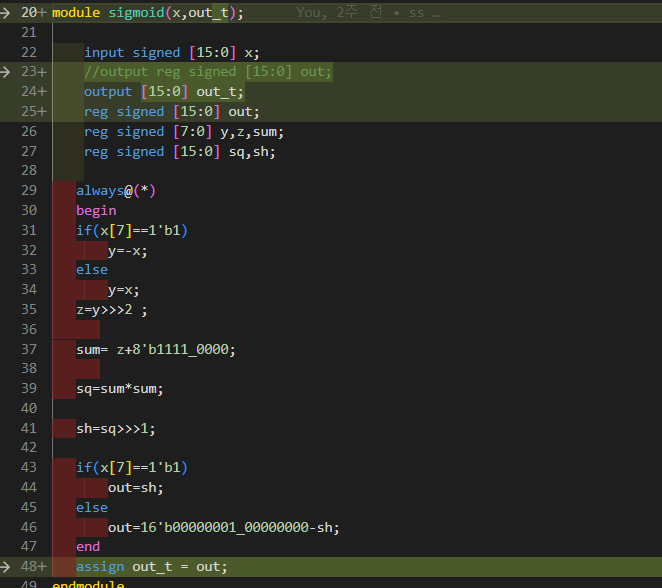 20+ module sigmoid(x,out_t); You, 2주 전 • ss …
21
22 input signed [15:0] x;
23+ //output reg signed [15:0] out;
24+ output [15:0] out_t;
25+ reg signed [15:0] out;
26 reg signed [7:0] y,z,sum;
27 reg signed [15:0] sq,sh;
28
29 always@(*)
30 begin
31 if(x[7]==1'b1)
32 y=-x;
33 else
34 y=x;
35 z=y>>>2 ;
36
37 sum= z+8'b1111_0000;
38
39 sq=sum*sum;
40
41 sh=sq>>>1;
42
43 if(x[7]==1'b1)
44 out=sh;
45 else
46 out=16'b00000001_00000000-sh;
47 end
48+ assign out_t = out;
49 endmodule